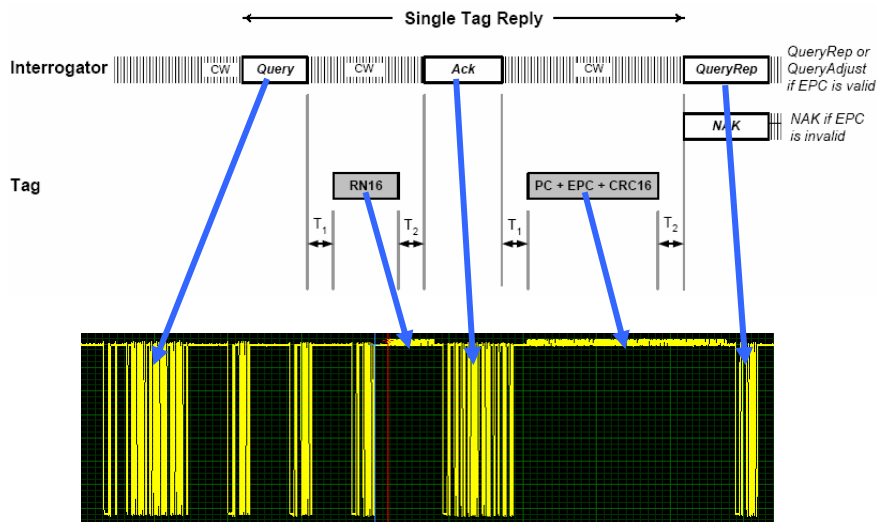 Single Tag Reply
Interrogator
CW
Query
CW
Ack
CW
QueryRep
QueryRep or
QueryAdjust
if EPC is valid
NAK
NAK if EPC
is invalid
Tag
RN16
PC + EPC + CRC16
T1
T2
T1
T2